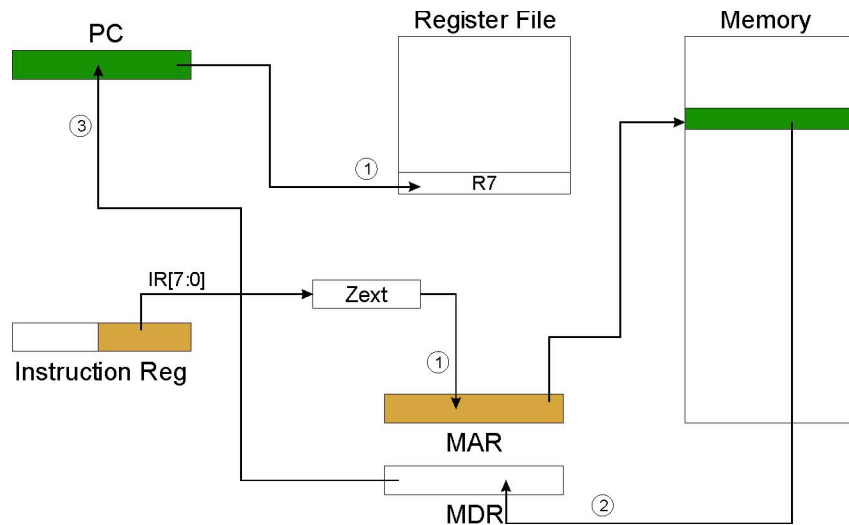 Register File
Memory
PC
③
①
R7
IR[7:0]
Zext
①
Instruction Reg
MAR
MDR
②